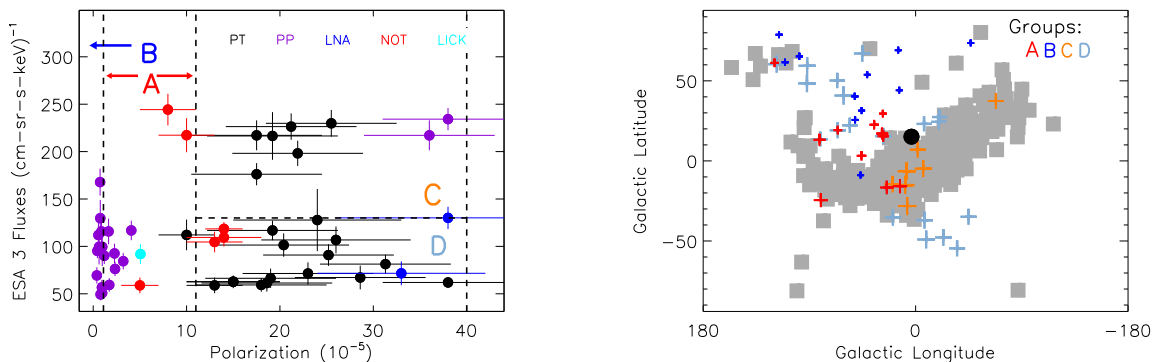 PT PP LNA NOT LICK
B
A
C
D
350
300
250
200
150
100
50
0 10 20 30 40
Polarization (10⁻⁵)
ESA 3 Fluxes (cm-sr-s-keV)⁻¹
Groups:
A B C D
50
0
-50
180 0 -180
Galactic Longitude
Galactic Latitude